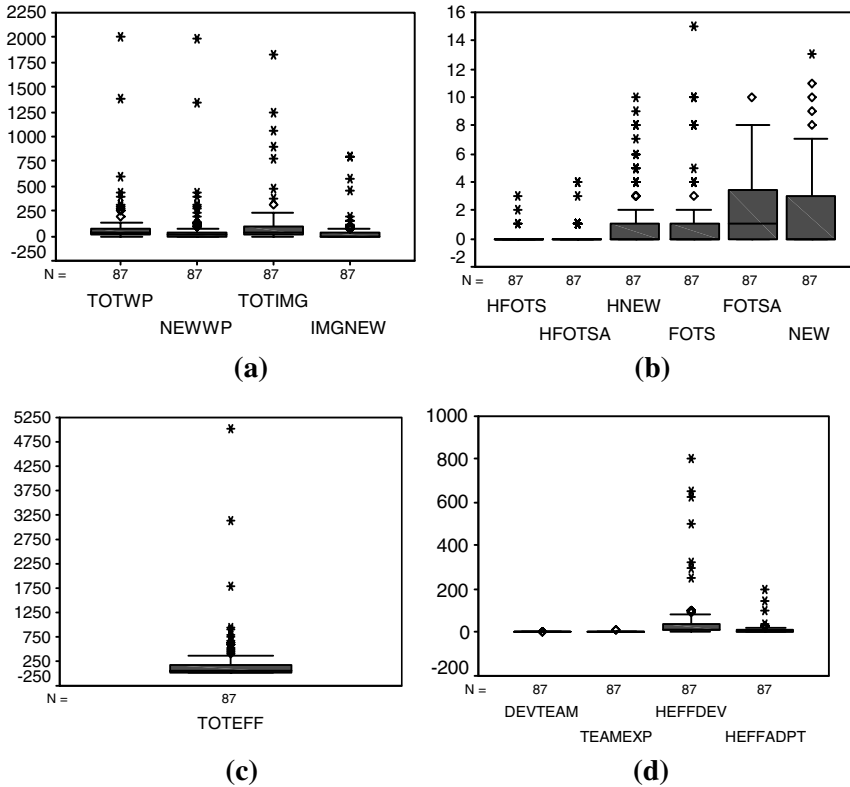 2250
2000
1750
1500
1250
1000
750
500
250
0
-250
N = 87 87 87 87
TOTWP TOTIMG
NEWWP IMGNEW
(a)
16
14
12
10
8
6
4
2
0
-2
N = 87 87 87 87 87 87
HFOTS HNEW FOTSA
HFOTSA FOTS NEW
(b)
5250
4750
4250
3750
3250
2750
2250
1750
1250
750
250
-250
N = 87
TOTEFF
(c)
1000
800
600
400
200
0
-200
N = 87 87 87 87
DEVTEAM HEFFDEV
TEAMEXP HEFFADPT
(d)